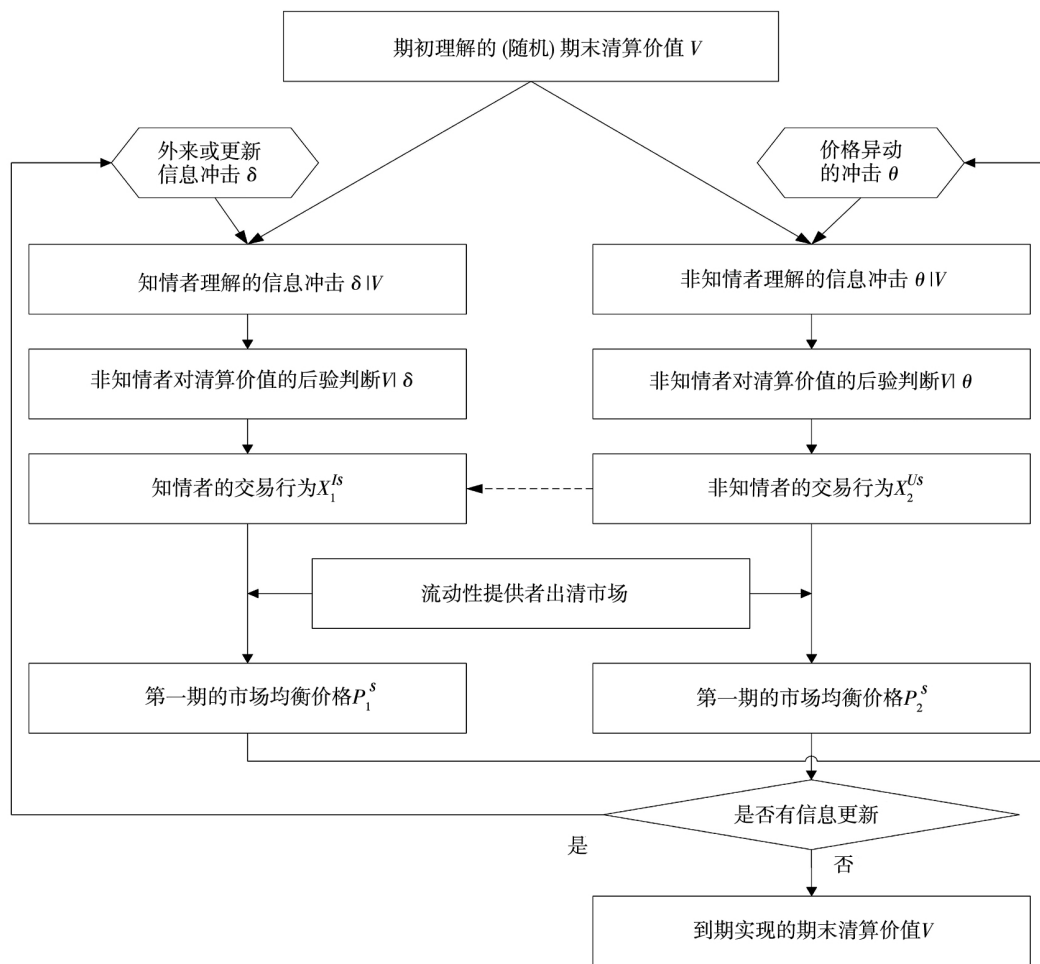 期初理解的 (随机) 期末清算价值 V
外来或更新
信息冲击 δ
价格异动
的冲击 θ
知情者理解的信息冲击 δ |V
非知情者理解的信息冲击 θ |V
非知情者对清算价值的后验判断V| δ
非知情者对清算价值的后验判断V| θ
知情者的交易行为X₁^{Is}
非知情者的交易行为X₂^{Us}
流动性提供者出清市场
第一期的市场均衡价格P₁^{s}
第一期的市场均衡价格P₂^{s}
是否有信息更新
是
否
到期实现的期末清算价值V